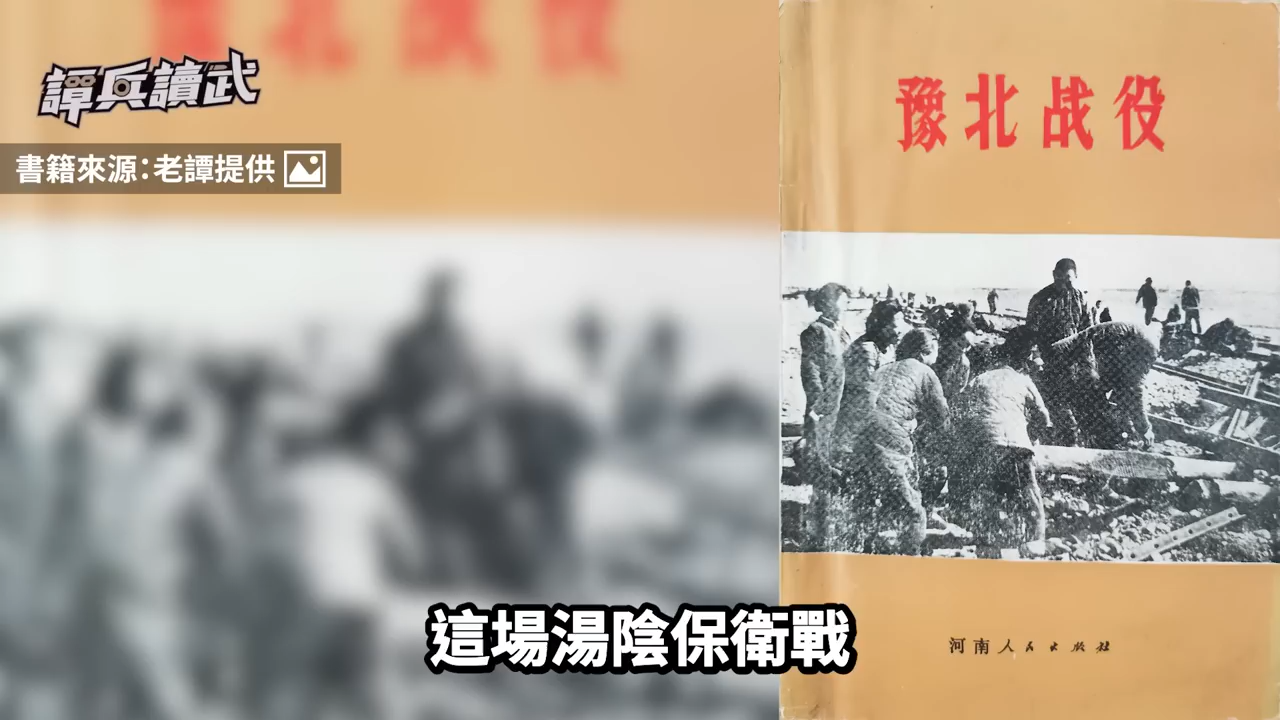 譚兵讀武
書籍來源：老譚提供
豫北战役
這場湯陰保衛戰
河南人民出版社